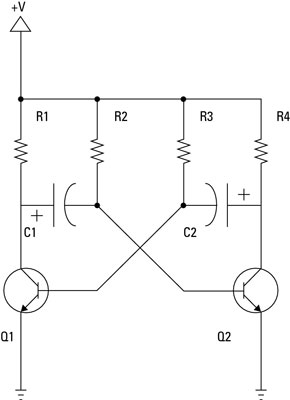 +V
R1 R2 R3 R4
+ +
C1 C2
Q1 Q2